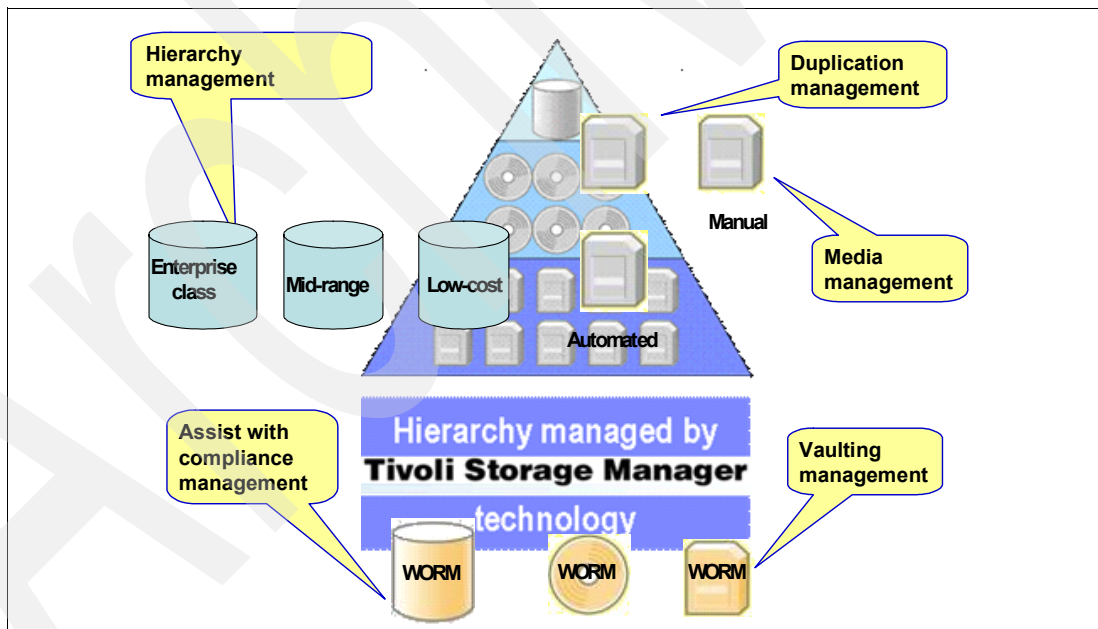 Hierarchy
management
Duplication
management
Manual
Enterprise
class
Mid-range
Low-cost
Media
management
Automated
Assist with
compliance
management
Hierarchy managed by
Tivoli Storage Manager
technology
Vaulting
management
WORM
WORM
WORM